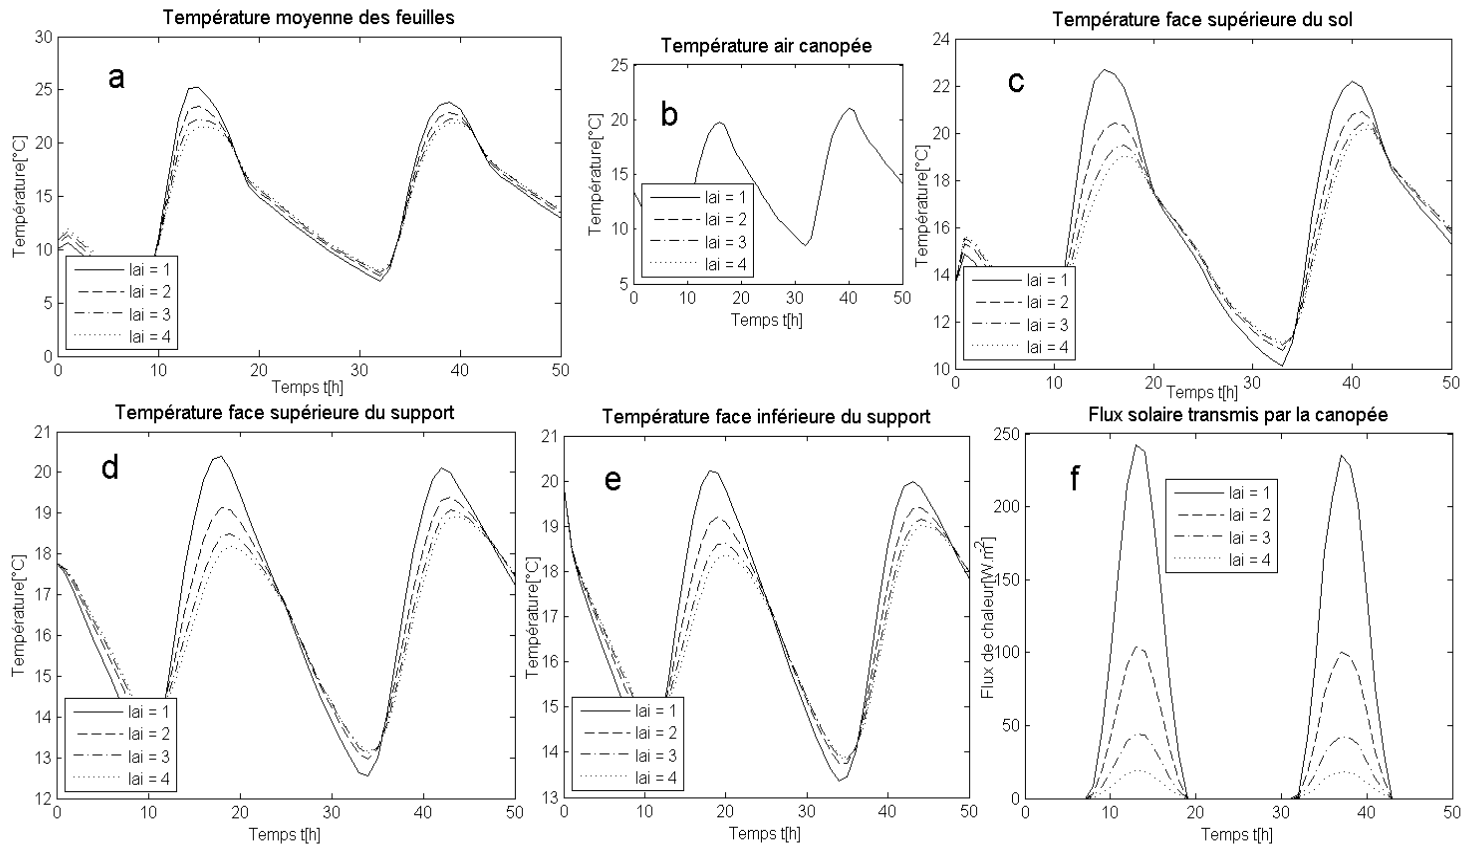 Température moyenne des feuilles
a
Température[°C]
30
25
20
15
10
5
0
lai = 1
lai = 2
lai = 3
lai = 4
0 10 20 30 40 50
Temps t[h]
Température air canopée
b
Température[°C]
25
20
15
10
5
lai = 1
lai = 2
lai = 3
lai = 4
0 10 20 30 40 50
Temps t[h]
Température face supérieure du sol
c
Température[°C]
24
22
20
18
16
14
12
10
lai = 1
lai = 2
lai = 3
lai = 4
0 10 20 30 40 50
Temps t[h]
Température face supérieure du support
d
Température[°C]
21
20
19
18
17
16
15
14
13
12
lai = 1
lai = 2
lai = 3
lai = 4
0 10 20 30 40 50
Temps t[h]
Température face inférieure du support
e
Température[°C]
21
20
19
18
17
16
15
14
13
lai = 1
lai = 2
lai = 3
lai = 4
0 10 20 30 40 50
Temps t[h]
Flux solaire transmis par la canopée
f
Flux de chaleur[W.m-2]
250
200
150
100
50
0
lai = 1
lai = 2
lai = 3
lai = 4
0 10 20 30 40 50
Temps t[h]